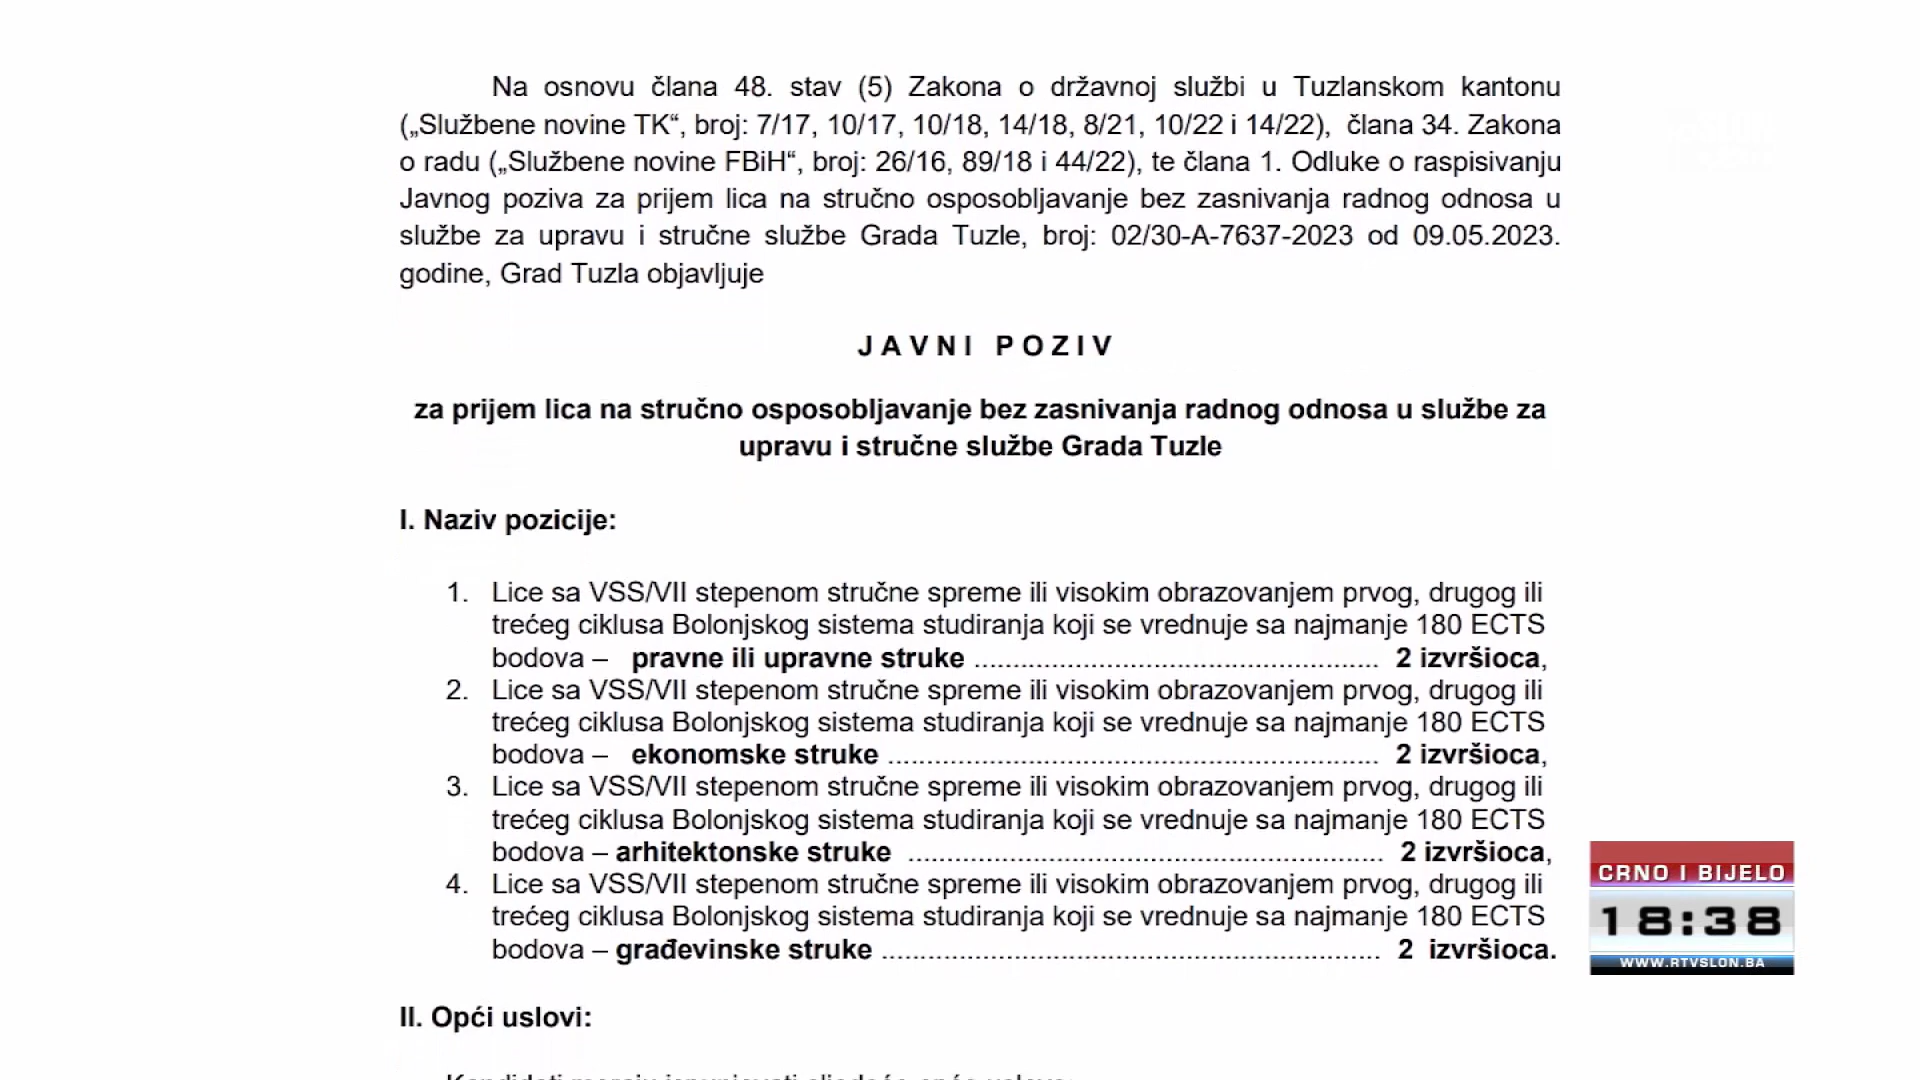 Na osnovu člana 48. stav (5) Zakona o državnoj službi u Tuzlanskom kantonu
(„Službene novine TK“, broj: 7/17, 10/17, 10/18, 14/18, 8/21, 10/22 i 14/22), člana 34. Zakona
o radu („Službene novine FBiH“, broj: 26/16, 89/18 i 44/22), te člana 1. Odluke o raspisivanju
Javnog poziva za prijem lica na stručno osposobljavanje bez zasnivanja radnog odnosa u
službe za upravu i stručne službe Grada Tuzle, broj: 02/30-A-7637-2023 od 09.05.2023.
godine, Grad Tuzla objavljuje
JAVNI POZIV
za prijem lica na stručno osposobljavanje bez zasnivanja radnog odnosa u službe za
upravu i stručne službe Grada Tuzle
I. Naziv pozicije:
1. Lice sa VSS/VII stepenom stručne spreme ili visokim obrazovanjem prvog, drugog ili
trećeg ciklusa Bolonjskog sistema studiranja koji se vrednuje sa najmanje 180 ECTS
bodova – pravne ili upravne struke .................................................... 2 izvršioca,
2. Lice sa VSS/VII stepenom stručne spreme ili visokim obrazovanjem prvog, drugog ili
trećeg ciklusa Bolonjskog sistema studiranja koji se vrednuje sa najmanje 180 ECTS
bodova – ekonomske struke ............................................................... 2 izvršioca,
3. Lice sa VSS/VII stepenom stručne spreme ili visokim obrazovanjem prvog, drugog ili
trećeg ciklusa Bolonjskog sistema studiranja koji se vrednuje sa najmanje 180 ECTS
bodova – arhitektonske struke ............................................................. 2 izvršioca,
4. Lice sa VSS/VII stepenom stručne spreme ili visokim obrazovanjem prvog, drugog ili
trećeg ciklusa Bolonjskog sistema studiranja koji se vrednuje sa najmanje 180 ECTS
bodova – građevinske struke ................................................................ 2 izvršioca.
CRNO I BIJELO
18:38
WWW.RTVSLON.BA
II. Opći uslovi: